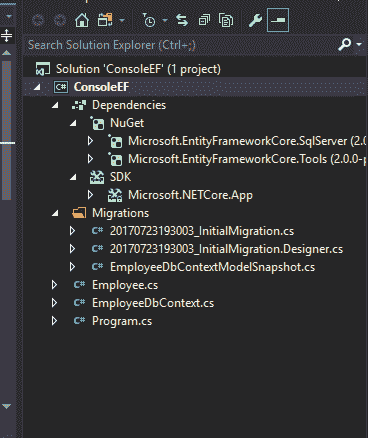 Search Solution Explorer (Ctrl+;)
Solution 'ConsoleEF' (1 project)
C# ConsoleEF
Dependencies
NuGet
Microsoft.EntityFrameworkCore.SqlServer (2.0
Microsoft.EntityFrameworkCore.Tools (2.0.0-p
SDK
Microsoft.NETCore.App
Migrations
C# 20170723193003_InitialMigration.cs
C# 20170723193003_InitialMigration.Designer.cs
C# EmployeeDbContextModelSnapshot.cs
C# Employee.cs
C# EmployeeDbContext.cs
C# Program.cs